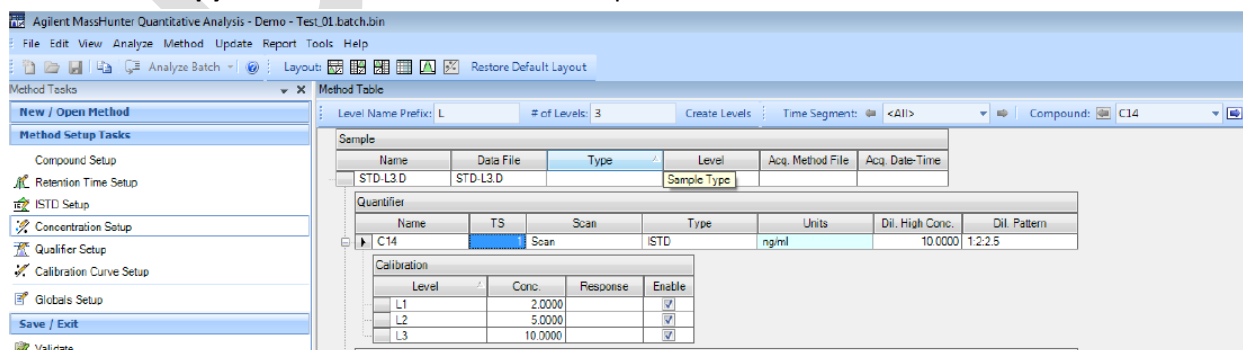 Agilent MassHunter Quantitative Analysis - Demo - Test_01.batch.bin
File Edit View Analyze Method Update Report Tools Help
Analyze Batch Layout: Restore Default Layout
Method Tasks X Method Table
New / Open Method Level Name Prefix: L # of Levels: 3 Create Levels Time Segment: <All> Compound: C14
Method Setup Tasks Sample
Compound Setup Name Data File Type Level Acq. Method File Acq. Date-Time
Retention Time Setup STD-L3.D STD-L3.D Sample Type
ISTD Setup Quantifier
Concentration Setup Name TS Scan Type Units Dil. High Conc. Dil. Pattern
Qualifier Setup C14 1 Scan ISTD ng/ml 10.0000 1:2:2.5
Calibration Curve Setup Calibration
Level Conc. Response Enable
Globals Setup L1 2.0000
Save / Exit L2 5.0000
Validate L3 10.0000